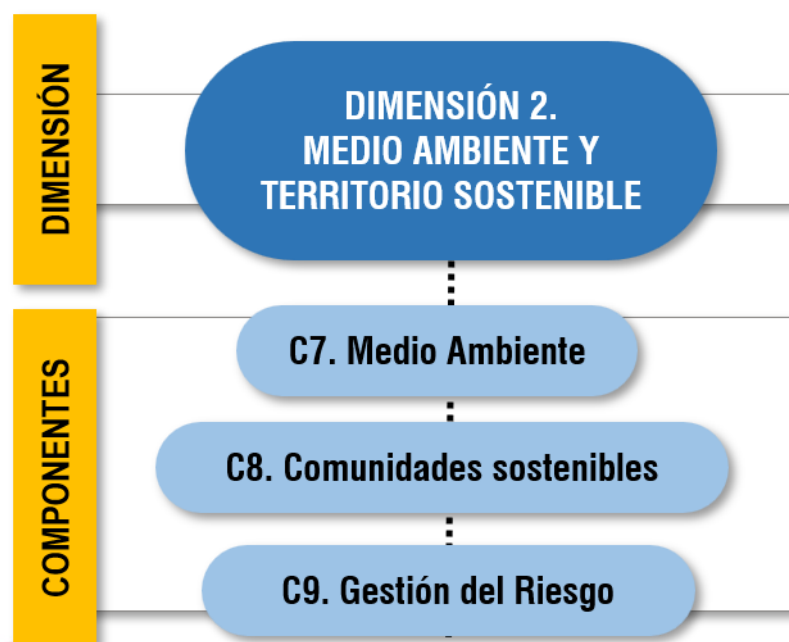 DIMENSIÓN
DIMENSIÓN 2.
MEDIO AMBIENTE Y
TERRITORIO SOSTENIBLE
COMPONENTES
C7. Medio Ambiente
C8. Comunidades sostenibles
C9. Gestión del Riesgo